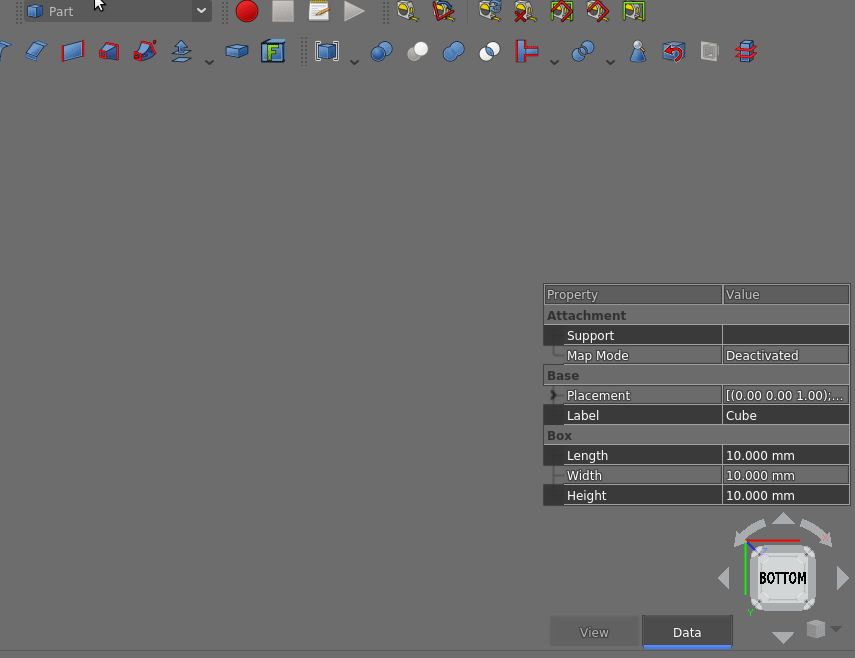 Part
Property Value
Attachment
Support
Map Mode Deactivated
Base
Placement [(0.00 0.00 1.00);...
Label Cube
Box
Length 10.000 mm
Width 10.000 mm
Height 10.000 mm
BOTTOM
Y
View Data